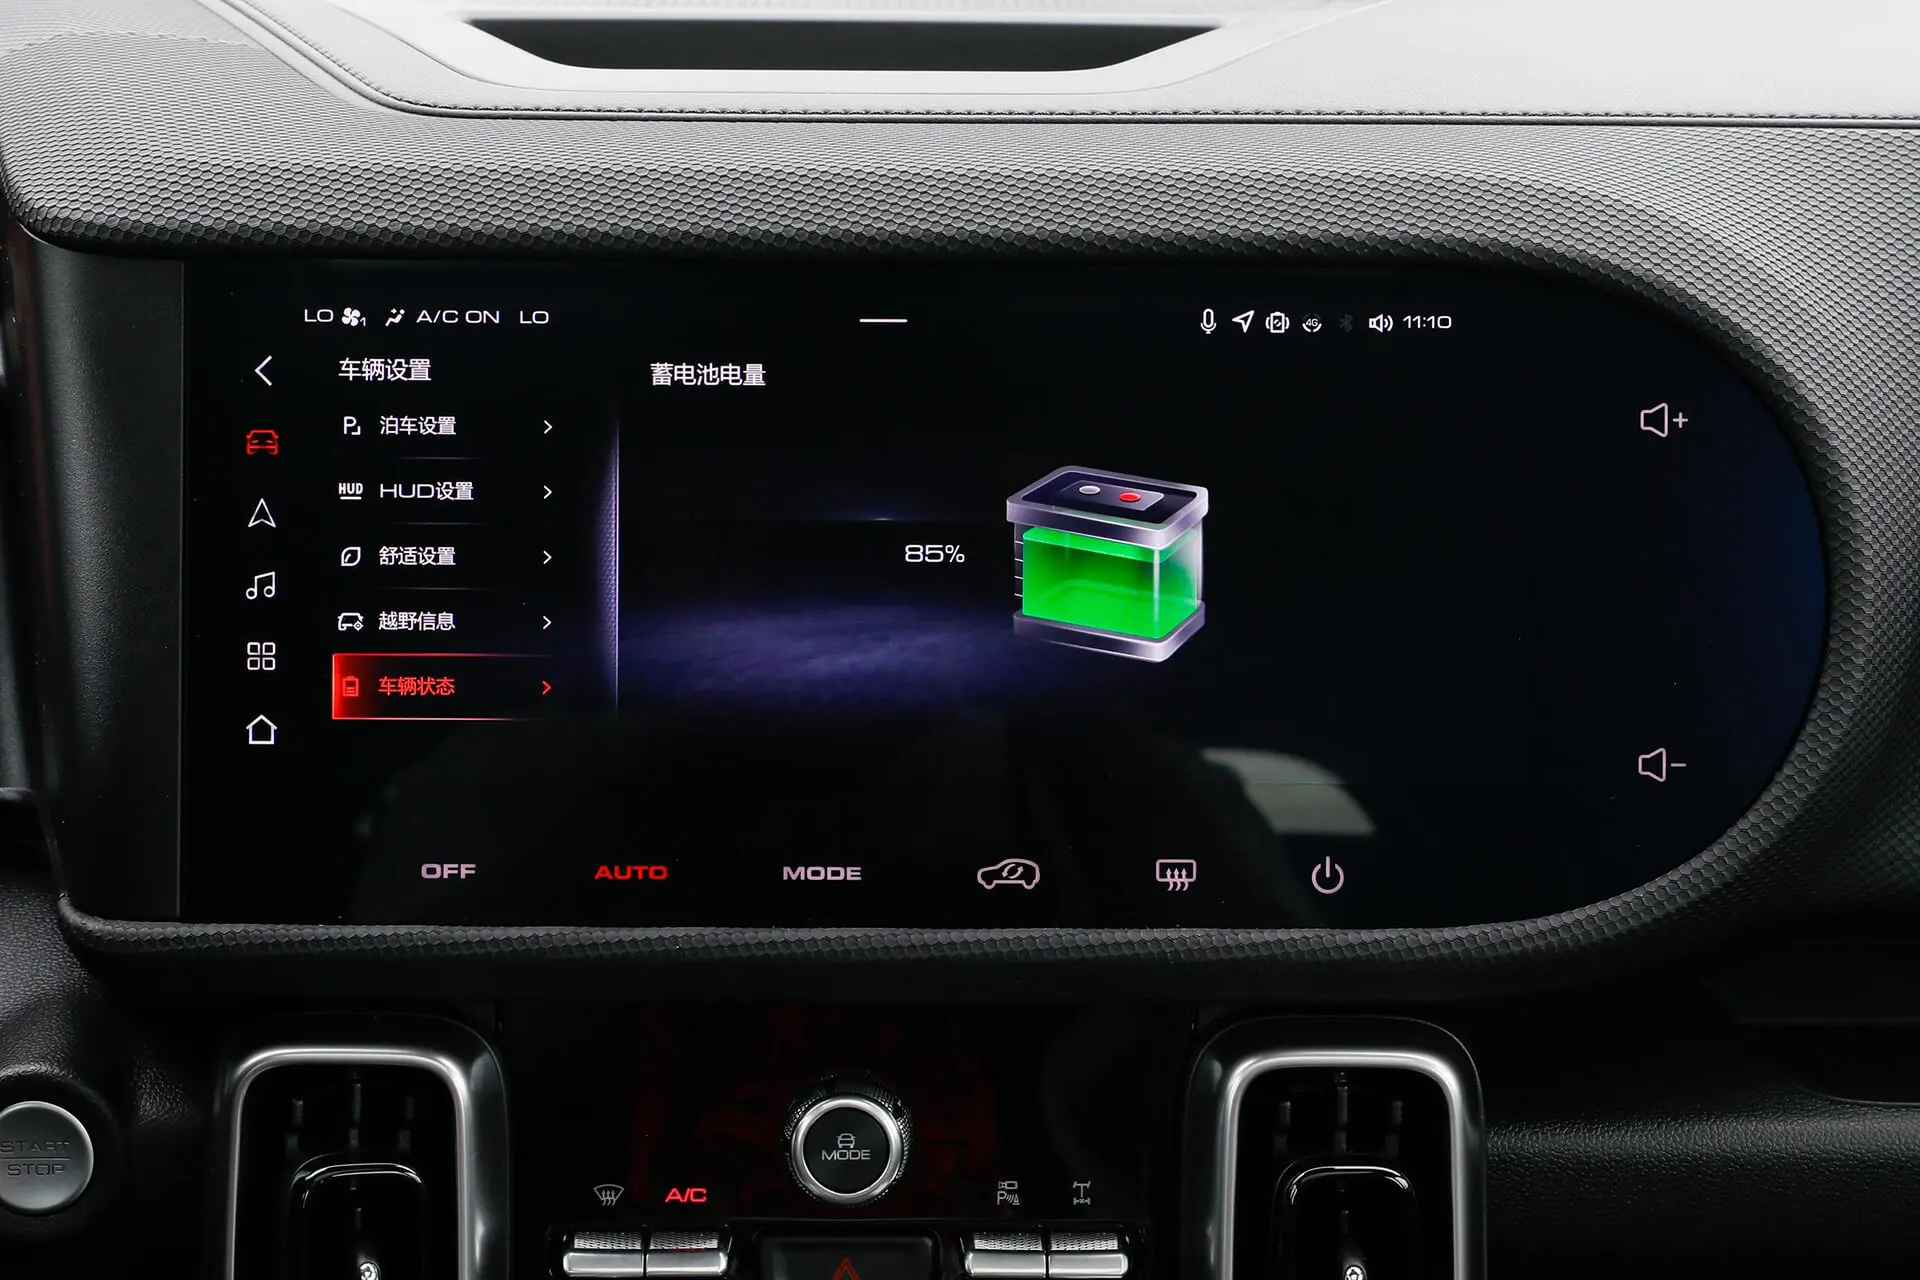 LO 1 A/C ON LO
4G 11:10
车辆设置
蓄电池电量
泊车设置
HUD HUD设置
舒适设置
85%
越野信息
车辆状态
OFF AUTO MODE
START
STOP
MODE
A/C
P